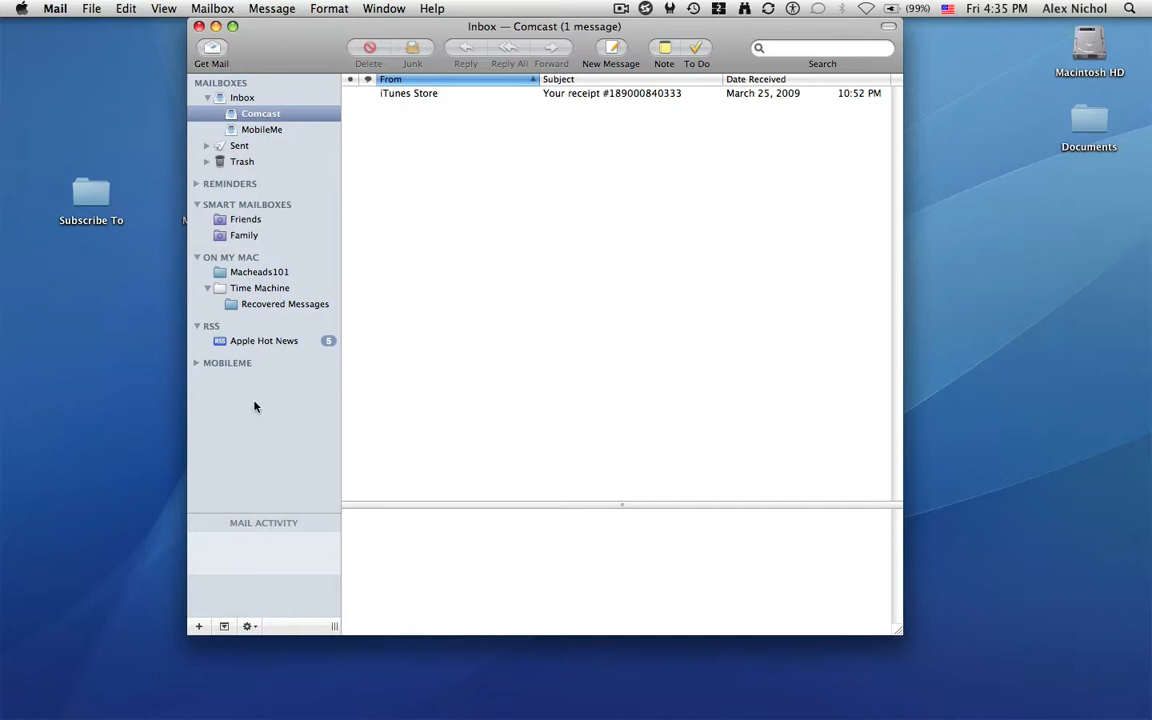 Mail File Edit View Mailbox Message Format Window Help 2 (99%) Fri 4:35 PM Alex Nichol
Inbox — Comcast (1 message)
Get Mail Delete Junk Reply Reply All Forward New Message Note To Do Search
MAILBOXES
Inbox
Comcast
MobileMe
Sent
Trash
REMINDERS
SMART MAILBOXES
Friends
Family
ON MY MAC
Macheads101
Time Machine
Recovered Messages
RSS
RSS Apple Hot News 5
MOBILEME
MAIL ACTIVITY
From Subject Date Received
iTunes Store Your receipt #189000840333 March 25, 2009 10:52 PM
Subscribe To
Macintosh HD
Documents